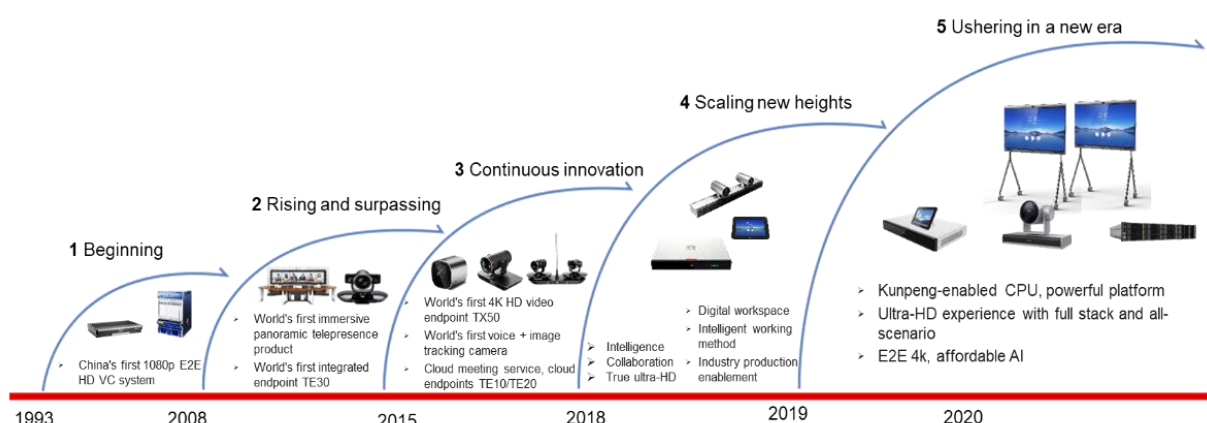 5 Ushering in a new era
4 Scaling new heights
3 Continuous innovation
2 Rising and surpassing
1 Beginning
➢ China's first 1080p E2E
HD VC system
➢ World's first immersive
panoramic telepresence
product
➢ World's first integrated
endpoint TE30
➢ World's first 4K HD video
endpoint TX50
➢ World's first voice + image
tracking camera
➢ Cloud meeting service, cloud
endpoints TE10/TE20
➢ Intelligence
➢ Collaboration
➢ True ultra-HD
➢ Digital workspace
➢ Intelligent working
method
➢ Industry production
enablement
➢ Kunpeng-enabled CPU, powerful platform
➢ Ultra-HD experience with full stack and all-
scenario
➢ E2E 4k, affordable AI
1993 2008 2015 2018 2019 2020